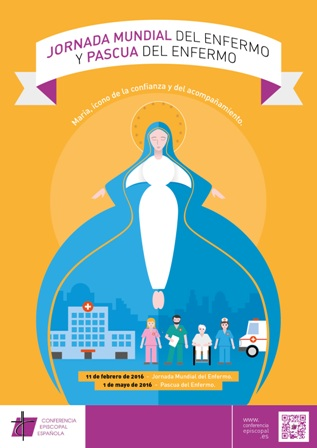 JORNADA MUNDIAL DEL ENFERMO
Y PASCUA DEL ENFERMO
María, icono de la confianza y del acompañamiento.
11 de febrero de 2016 - Jornada Mundial del Enfermo.
1 de mayo de 2016 - Pascua del Enfermo.
CONFERENCIA
EPISCOPAL
ESPAÑOLA
www.
conferencia
episcopal
.es